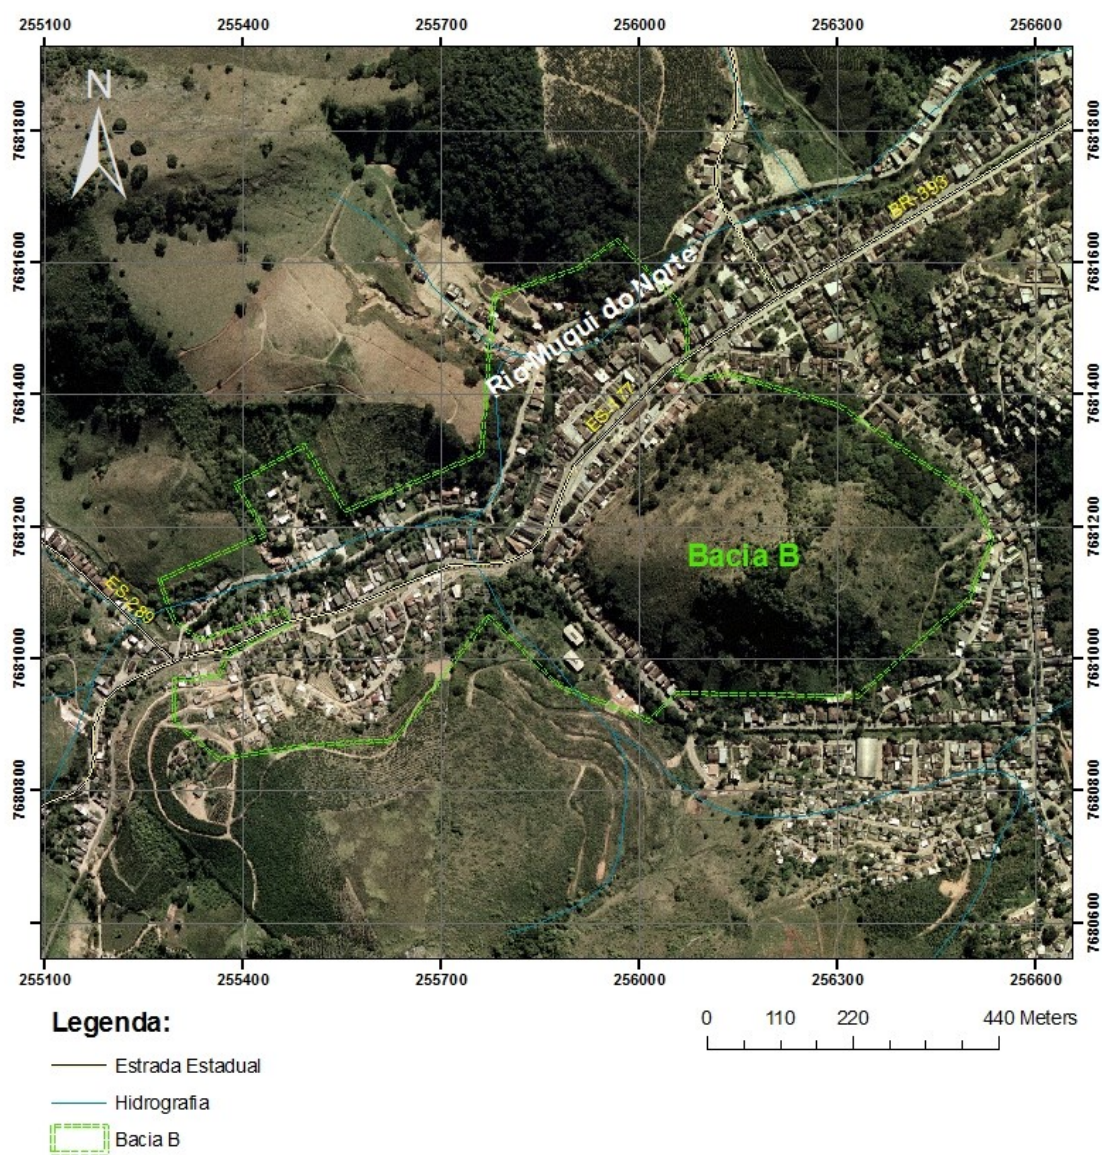 255100 255400 255700 256000 256300 256600
N
7681800 7681800
BR-393
7681600 7681600
Rio Muqui do Norte
7681400 7681400
ES-177
7681200 7681200
Bacia B
ES-289
7681000 7681000
7680800 7680800
7680600 7680600
255100 255400 255700 256000 256300 256600
Legenda:
0 110 220 440 Meters
Estrada Estadual
Hidrografia
Bacia B